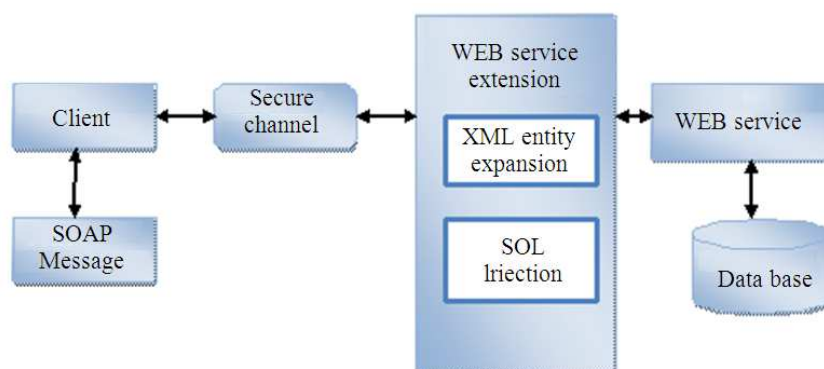 Client
SOAP
Message
Secure
channel
WEB service
extension
XML entity
expansion
SOL
lriection
WEB service
Data base